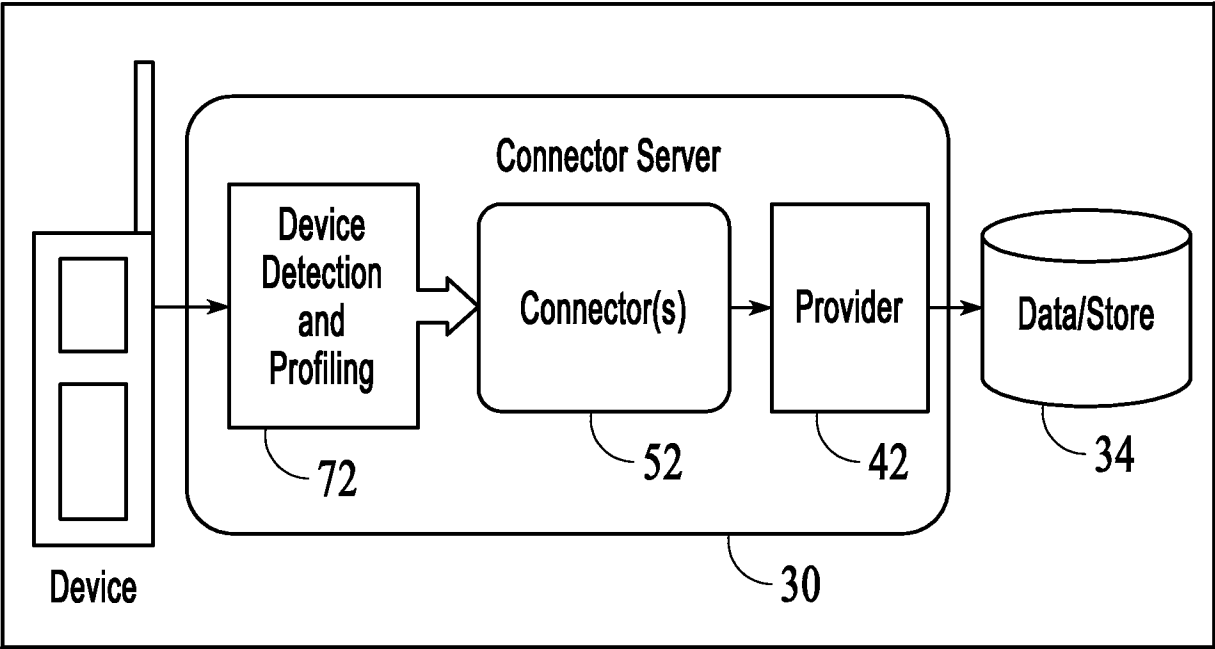 Connector Server
Device
Detection
and
Profiling
Connector(s)
Provider
Data/Store
72
52
42
34
30
Device